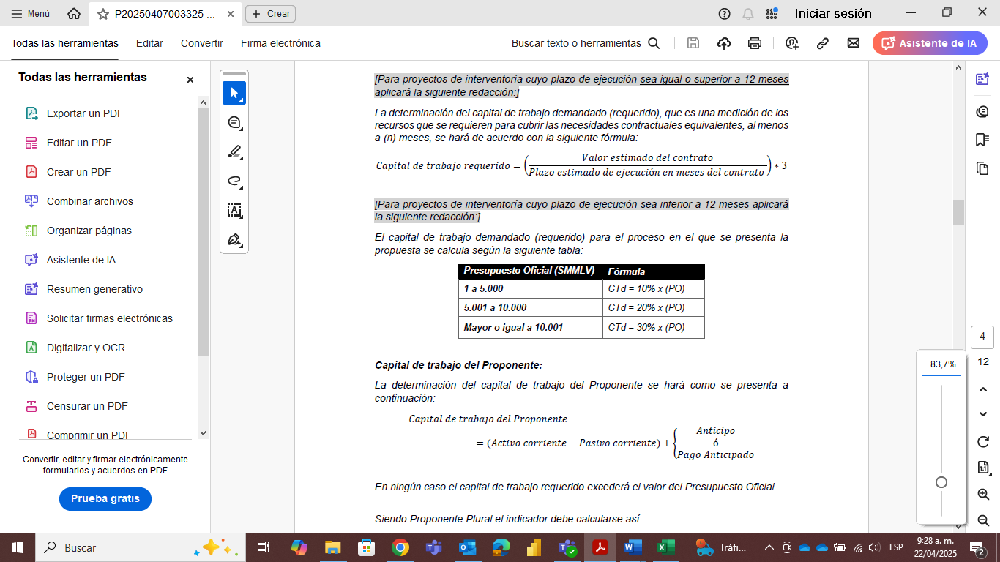 Menú
P20250407003325 ...
Crear
Iniciar sesión
Todas las herramientas
Editar
Convertir
Firma electrónica
Buscar texto o herramientas
Asistente de IA
Todas las herramientas
Exportar un PDF
Editar un PDF
Crear un PDF
Combinar archivos
Organizar páginas
Asistente de IA
Resumen generativo
Solicitar firmas electrónicas
Digitalizar y OCR
Proteger un PDF
Censurar un PDF
Comprimir un PDF
Convertir, editar y firmar electrónicamente
formularios y acuerdos en PDF
Prueba gratis
[Para proyectos de interventoría cuyo plazo de ejecución sea igual o superior a 12 meses
aplicará la siguiente redacción:]
La determinación del capital de trabajo demandado (requerido), que es una medición de los
recursos que se requieren para cubrir las necesidades contractuales equivalentes, al menos
a (n) meses, se hará de acuerdo con la siguiente fórmula:
Capital de trabajo requerido = (Valor estimado del contrato / Plazo estimado de ejecución en meses del contrato) * 3
[Para proyectos de interventoría cuyo plazo de ejecución sea inferior a 12 meses aplicará
la siguiente redacción:]
El capital de trabajo demandado (requerido) para el proceso en el que se presenta la
propuesta se calcula según la siguiente tabla:
Presupuesto Oficial (SMMLV) Fórmula
1 a 5.000 CTd = 10% x (PO)
5.001 a 10.000 CTd = 20% x (PO)
Mayor o igual a 10.001 CTd = 30% x (PO)
Capital de trabajo del Proponente:
La determinación del capital de trabajo del Proponente se hará como se presenta a
continuación:
Capital de trabajo del Proponente
= (Activo corriente − Pasivo corriente) + {
Anticipo
ó
Pago Anticipado
En ningún caso el capital de trabajo requerido excederá el valor del Presupuesto Oficial.
Siendo Proponente Plural el indicador debe calcularse así:
4
12
83,7%
1:1
Buscar
Tráfi...
ESP
9:28 a. m.
22/04/2025
2